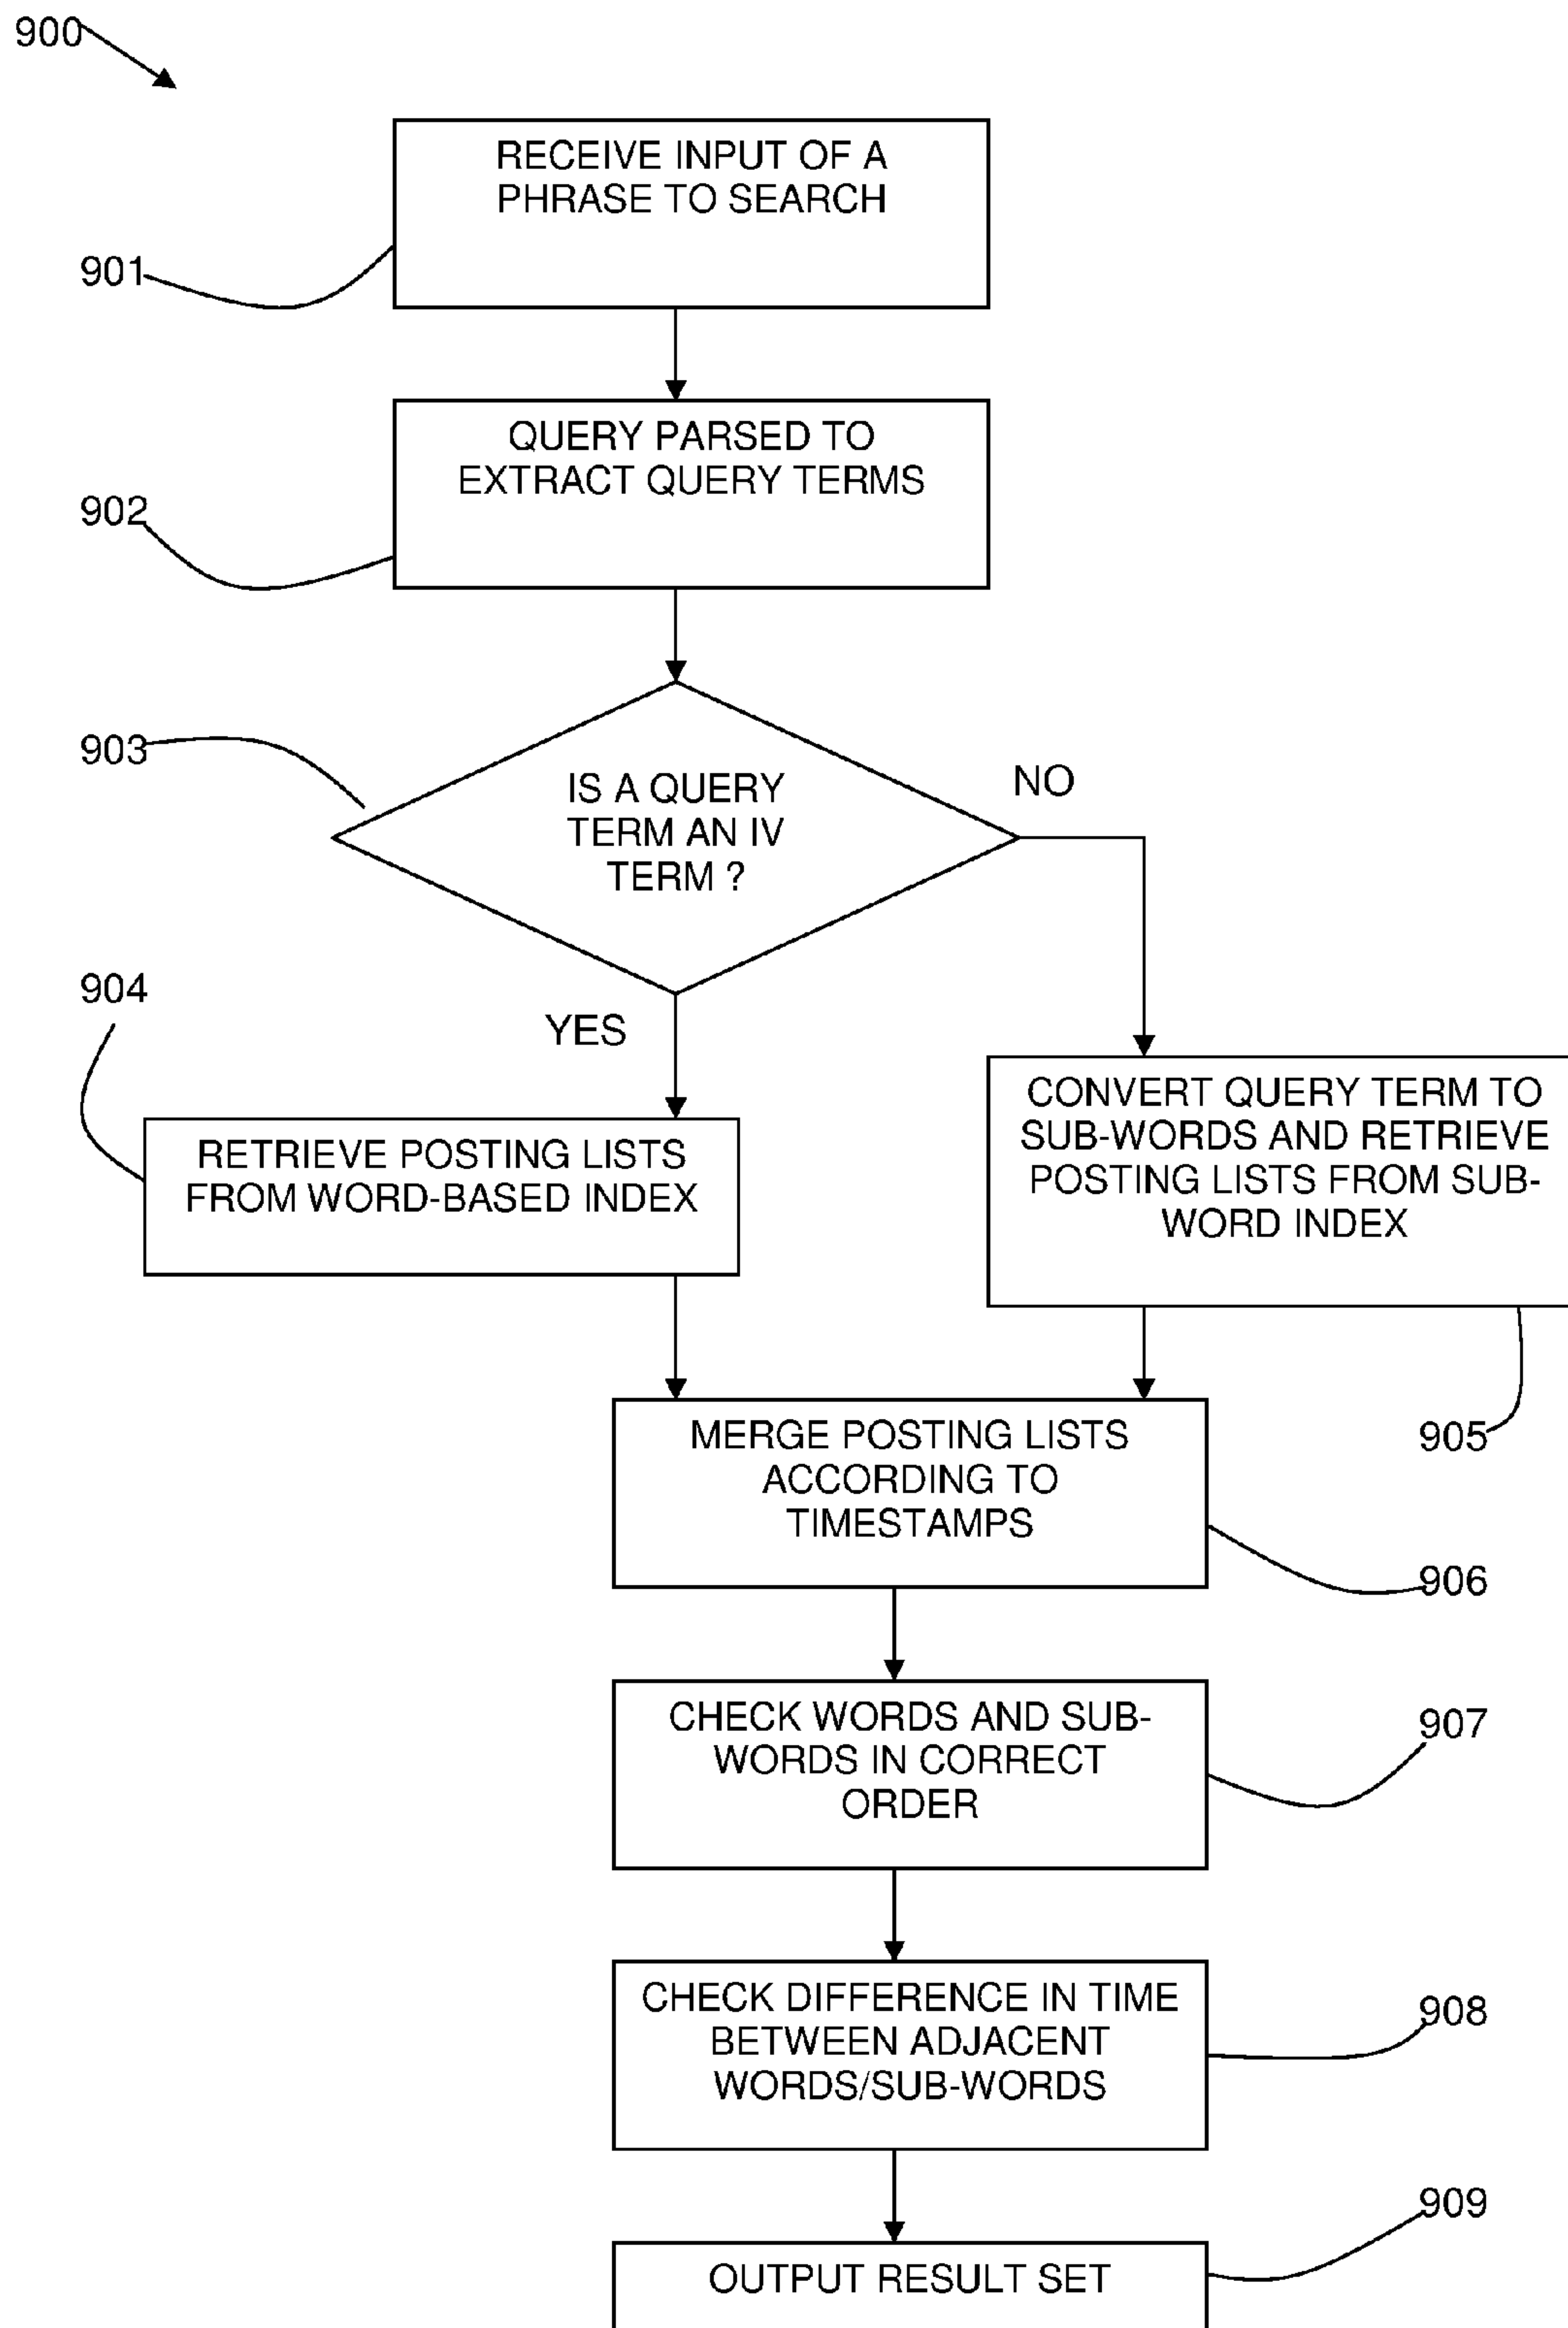 900
RECEIVE INPUT OF A
PHRASE TO SEARCH
901
QUERY PARSED TO
EXTRACT QUERY TERMS
902
903
IS A QUERY
TERM AN IV
TERM ?
NO
904
YES
CONVERT QUERY TERM TO
SUB-WORDS AND RETRIEVE
POSTING LISTS FROM SUB-
WORD INDEX
RETRIEVE POSTING LISTS
FROM WORD-BASED INDEX
905
MERGE POSTING LISTS
ACCORDING TO
TIMESTAMPS
906
CHECK WORDS AND SUB-
WORDS IN CORRECT
ORDER
907
CHECK DIFFERENCE IN TIME
BETWEEN ADJACENT
WORDS/SUB-WORDS
908
909
OUTPUT RESULT SET